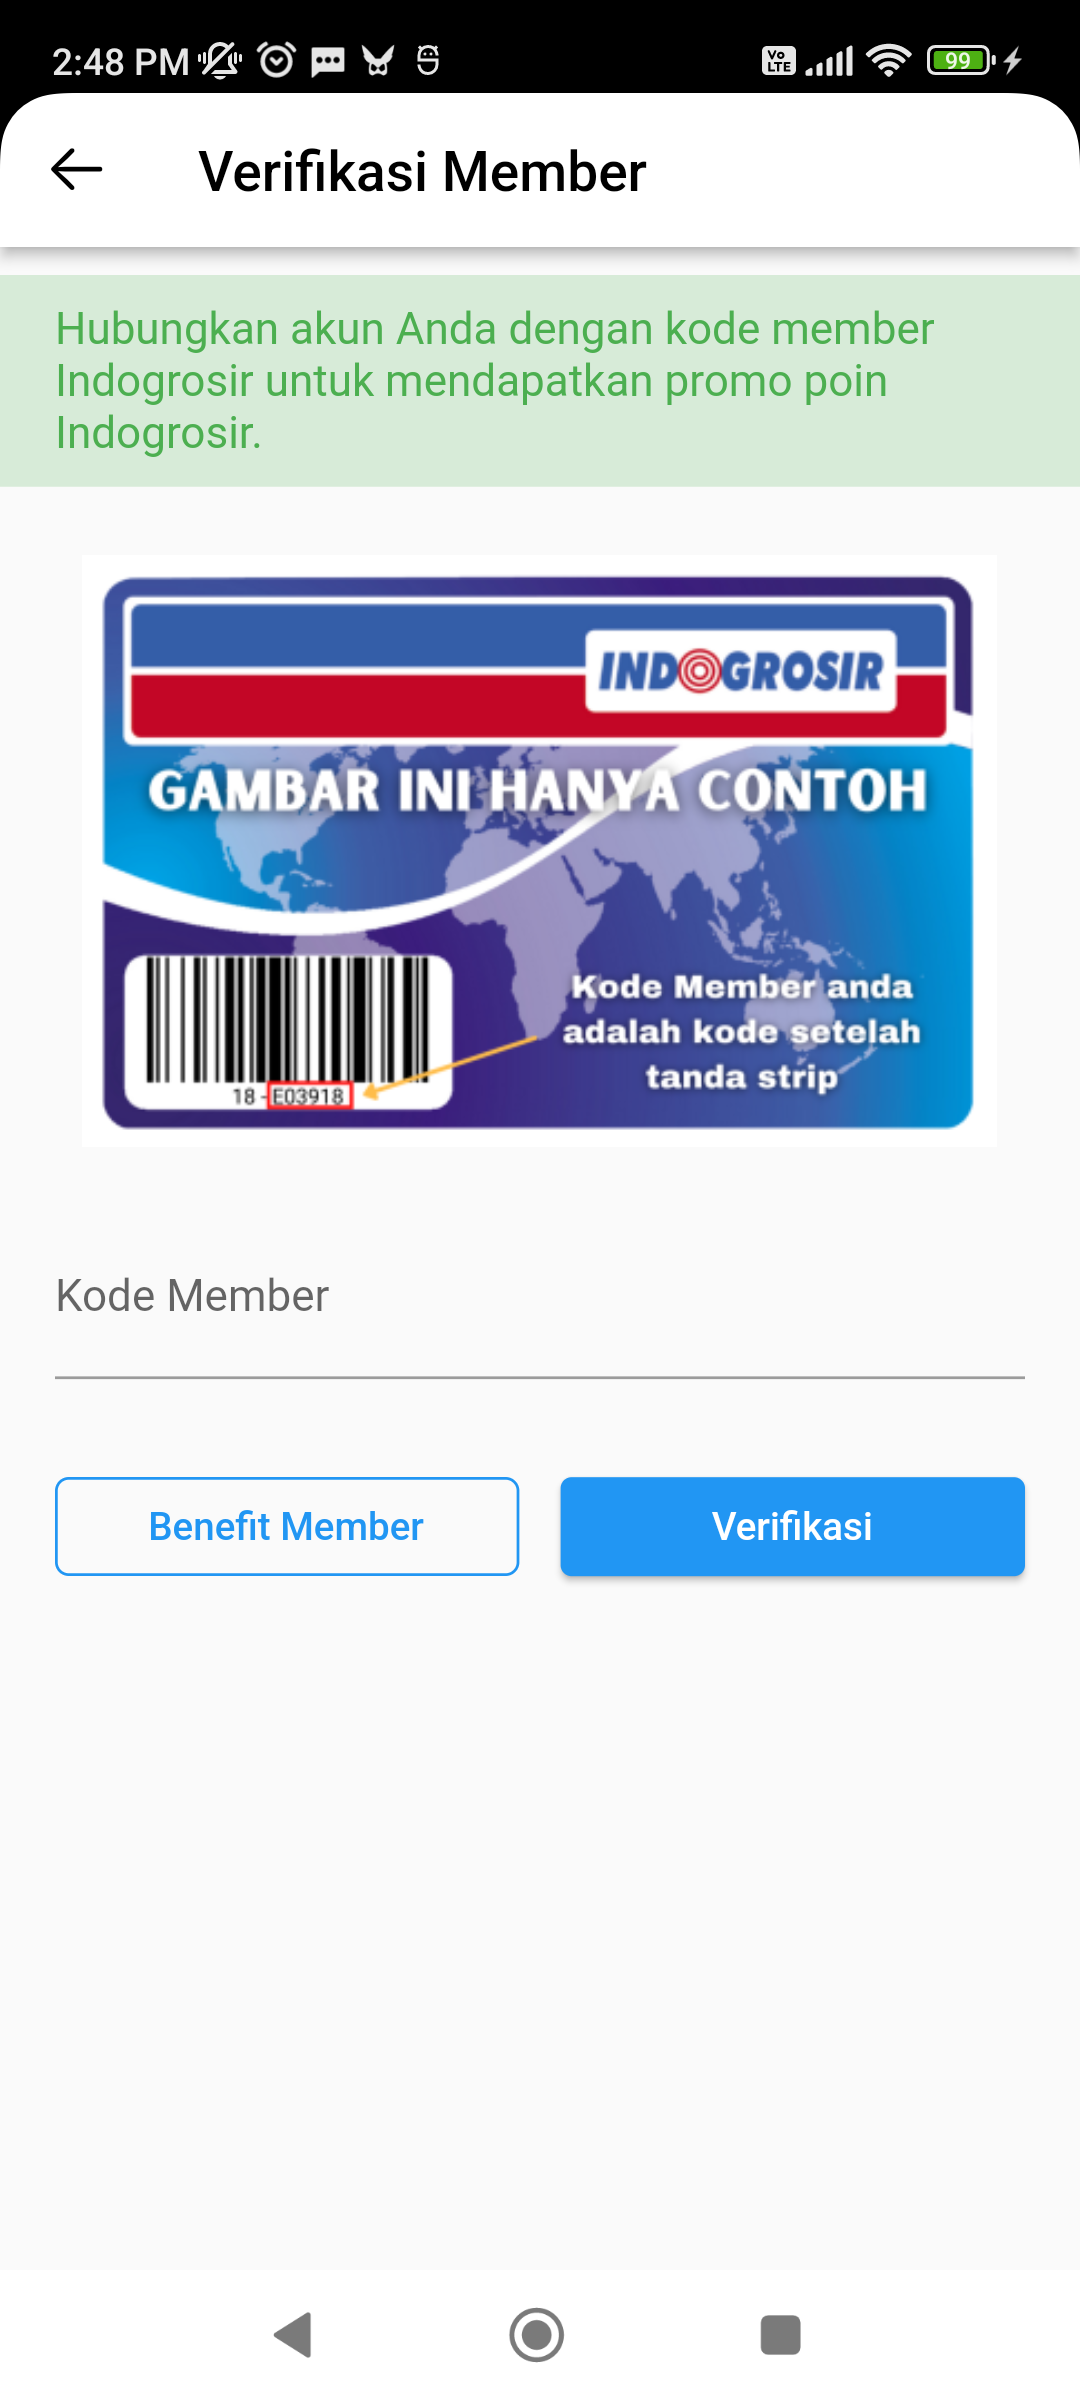 2:48 PM
Vo LTE
99
Verifikasi Member
Hubungkan akun Anda dengan kode member
Indogrosir untuk mendapatkan promo poin
Indogrosir.
INDOGROSIR
GAMBAR INI HANYA CONTOH
Kode Member anda
adalah kode setelah
tanda strip
18 -E03918
Kode Member
Benefit Member
Verifikasi